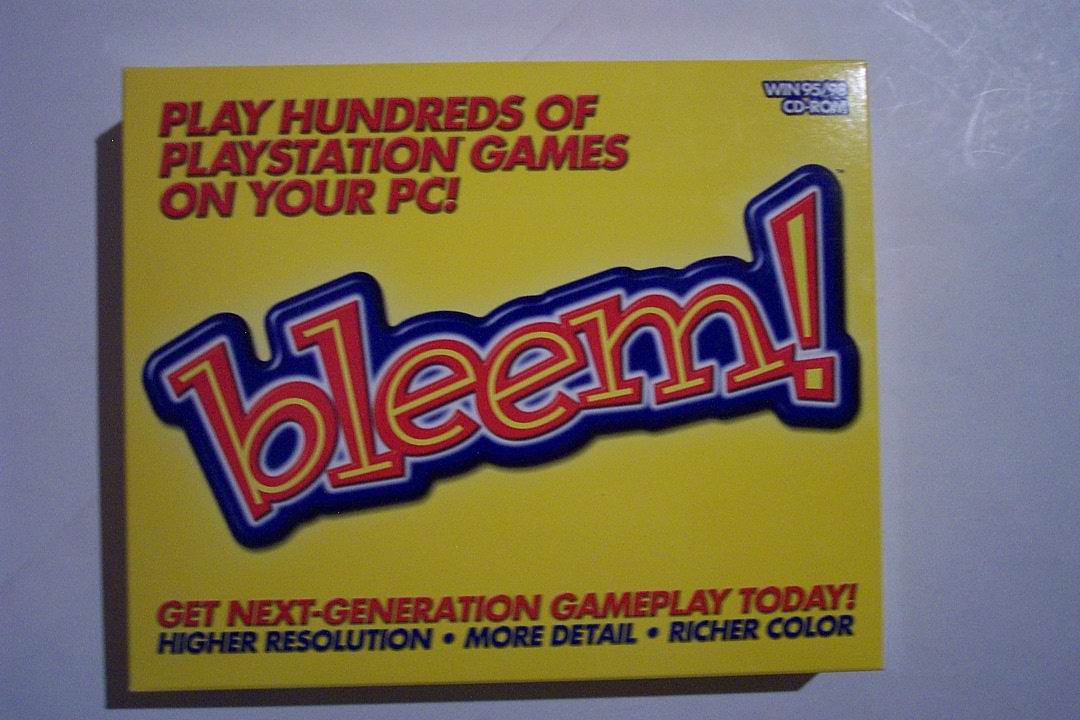 WIN 95/98
CD-ROM
PLAY HUNDREDS OF
PLAYSTATION GAMES
ON YOUR PC!
bleem!
GET NEXT-GENERATION GAMEPLAY TODAY!
HIGHER RESOLUTION • MORE DETAIL • RICHER COLOR